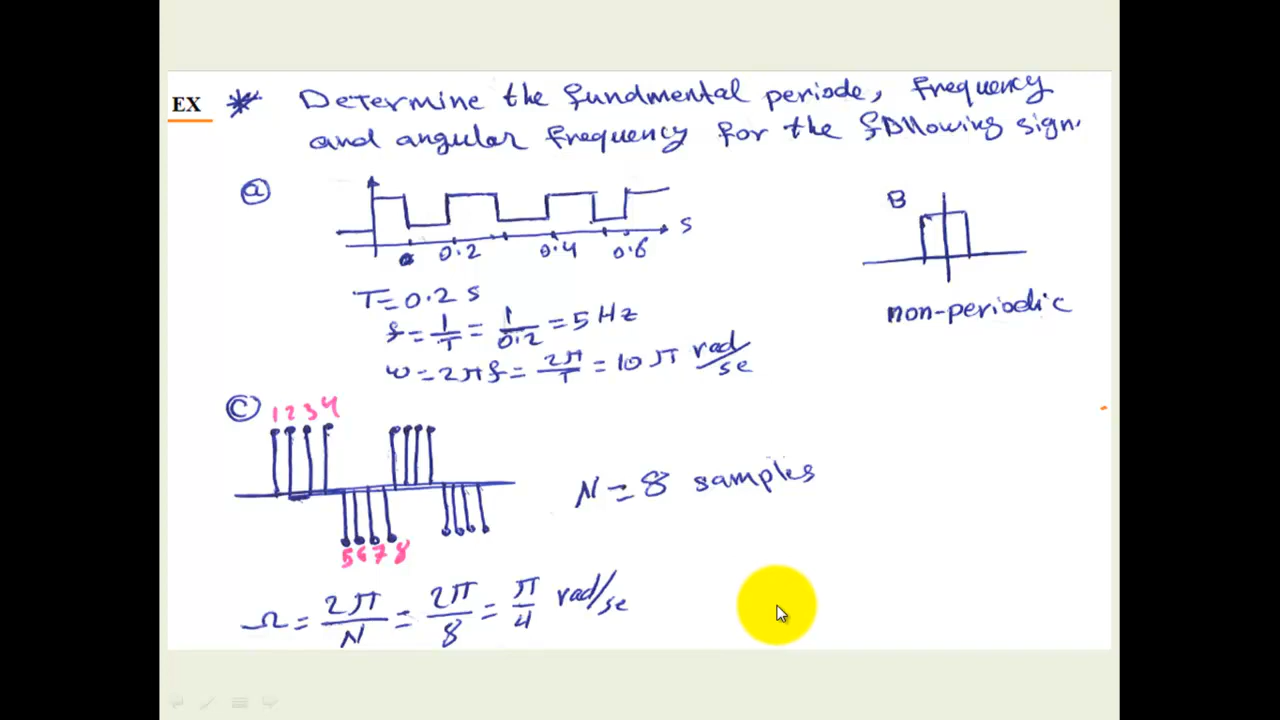 EX * Determine the fundmental periode, frequency
and angular frequency for the following sign.
a
0.2 0.4 0.6 s
T=0.2 s
f=1/T=1/0.2=5 Hz
ω=2πf=2π/T=10π rad/se
B
non-periodic
C 1 2 3 4
5 6 7 8
N=8 samples
Ω=2π/N=2π/8=π/4 rad/se